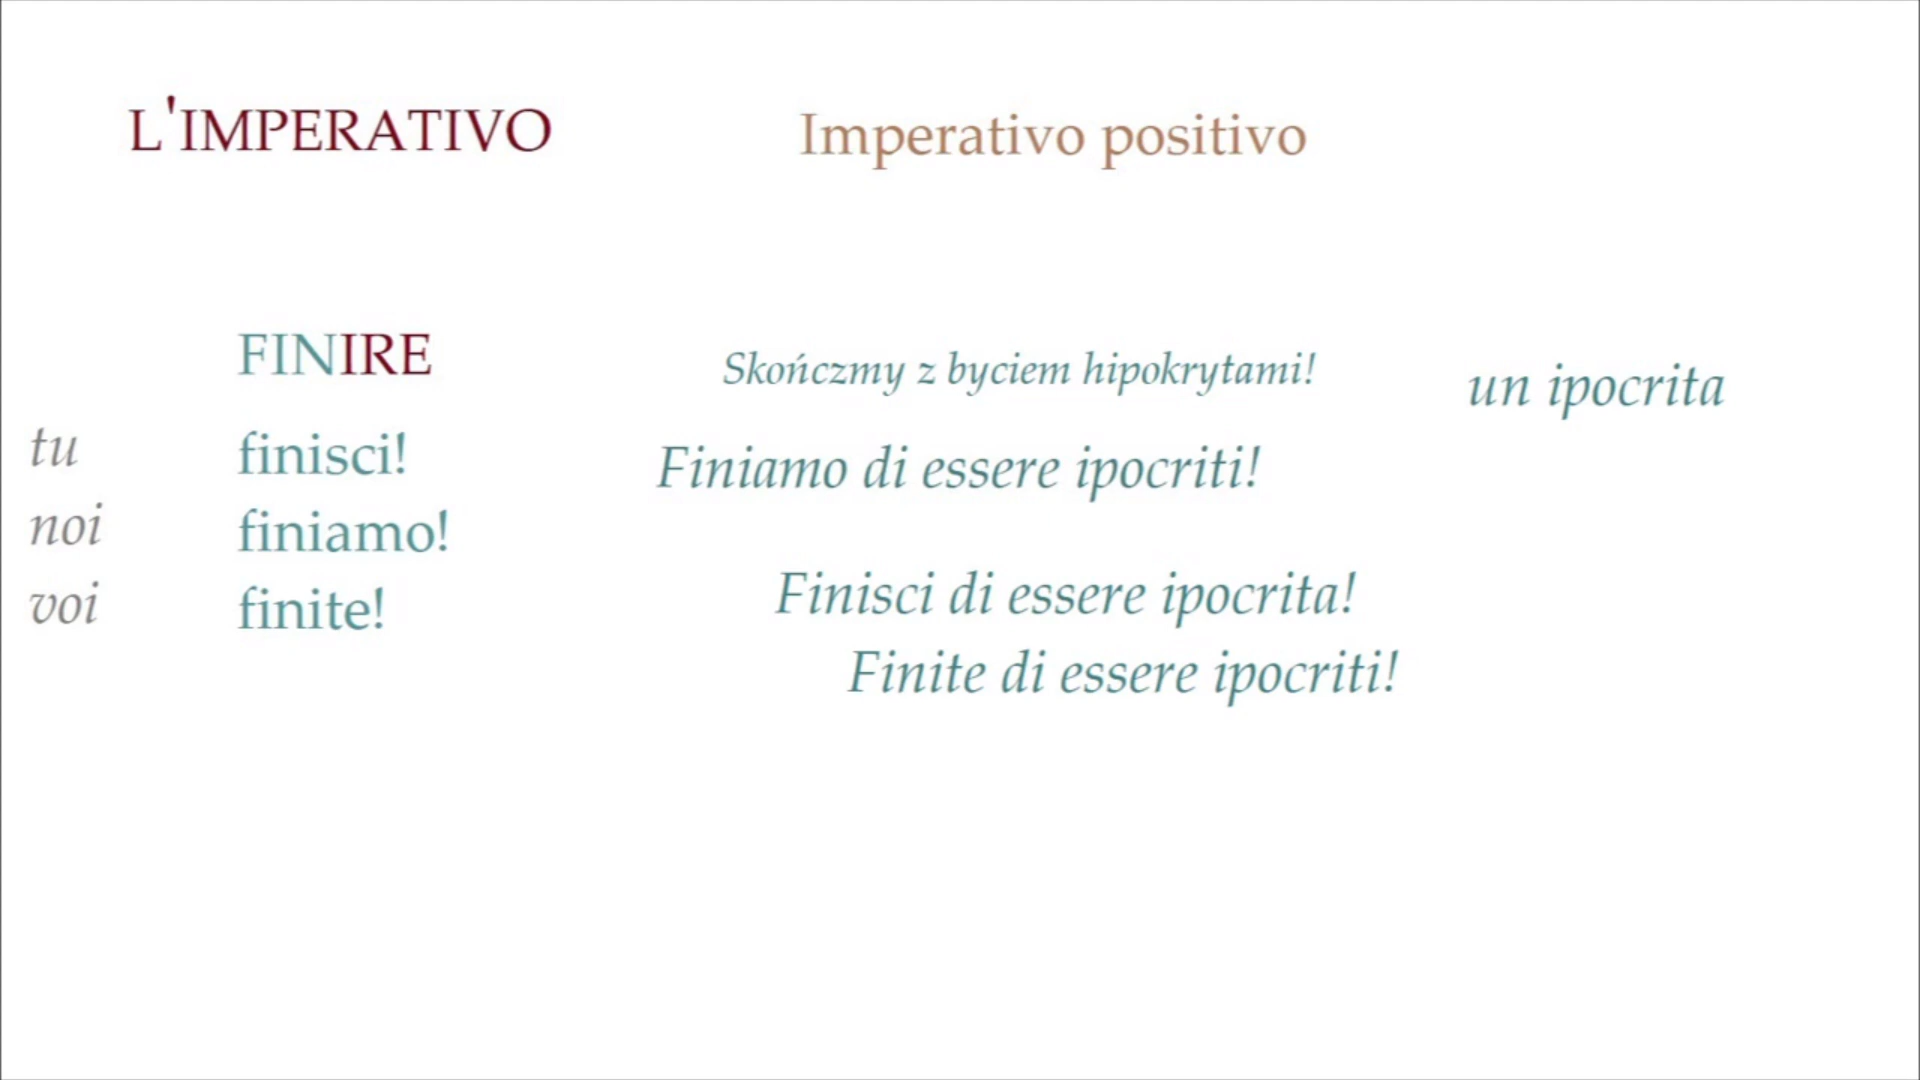 L'IMPERATIVO
Imperativo positivo
FINIRE
tu finisci!
noi finiamo!
voi finite!
Skończmy z byciem hipokrytami!
un ipocrita
Finiamo di essere ipocriti!
Finisci di essere ipocrita!
Finite di essere ipocriti!